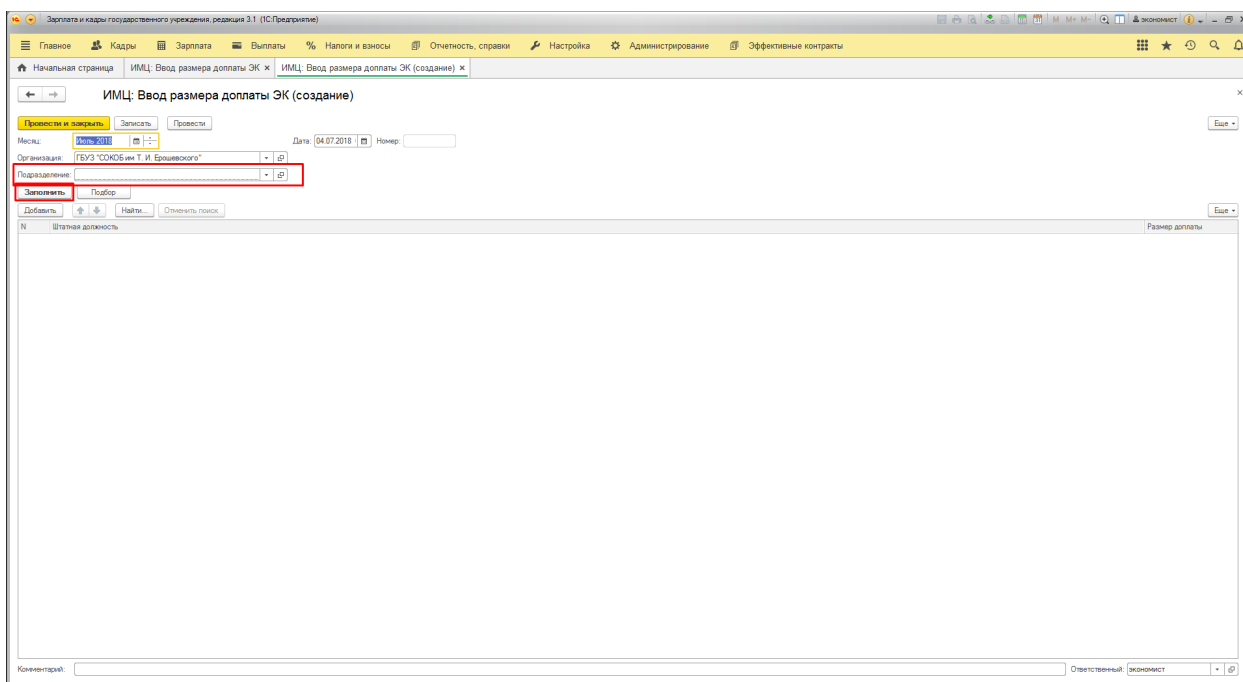 Зарплата и кадры государственного учреждения, редакция 3.1 (1С:Предприятие) M M+ M- экономист
Главное Кадры Зарплата Выплаты % Налоги и взносы Отчетность, справки Настройка Администрирование Эффективные контракты
Начальная страница ИМЦ: Ввод размера доплаты ЭК × ИМЦ: Ввод размера доплаты ЭК (создание) ×
ИМЦ: Ввод размера доплаты ЭК (создание)
Провести и закрыть Записать Провести Еще
Месяц: Июль 2018 Дата: 04.07.2018 Номер:
Организация: ГБУЗ "СОКОБ им Т. И. Ерошевского"
Подразделение:
Заполнить Подбор
Добавить Найти... Отменить поиск Еще
N Штатная должность Размер доплаты
Комментарий: Ответственный: экономист